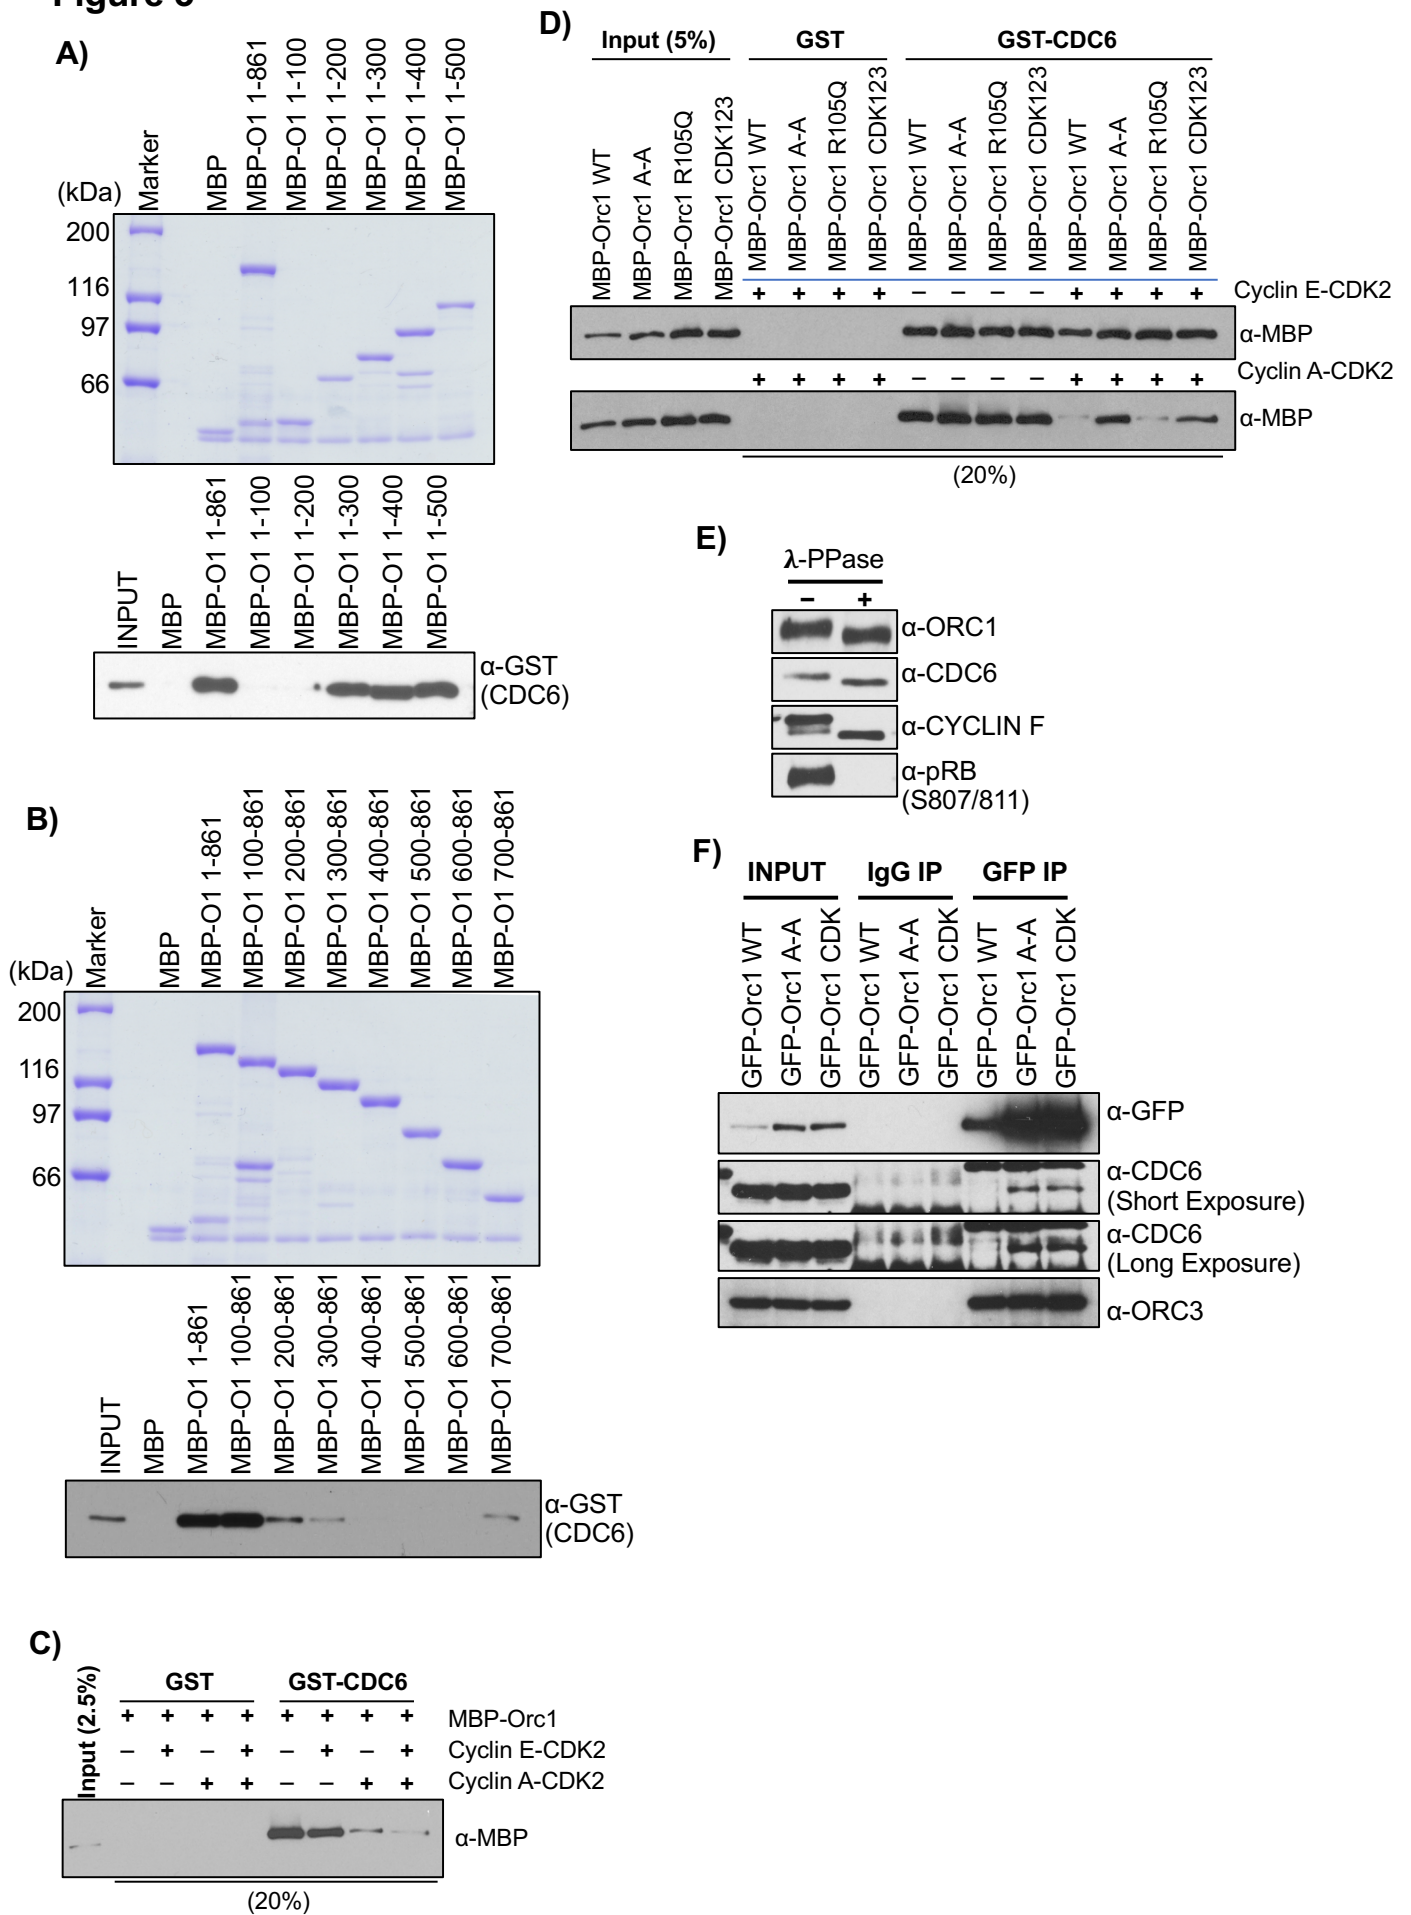 A)
(kDa)
Marker
MBP
MBP-O1 1-861
MBP-O1 1-100
MBP-O1 1-200
MBP-O1 1-300
MBP-O1 1-400
MBP-O1 1-500
200
116
97
66
INPUT
MBP
MBP-O1 1-861
MBP-O1 1-100
MBP-O1 1-200
MBP-O1 1-300
MBP-O1 1-400
MBP-O1 1-500
α-GST
(CDC6)
B)
(kDa)
Marker
MBP
MBP-O1 1-861
MBP-O1 100-861
MBP-O1 200-861
MBP-O1 300-861
MBP-O1 400-861
MBP-O1 500-861
MBP-O1 600-861
MBP-O1 700-861
200
116
97
66
INPUT
MBP
MBP-O1 1-861
MBP-O1 100-861
MBP-O1 200-861
MBP-O1 300-861
MBP-O1 400-861
MBP-O1 500-861
MBP-O1 600-861
MBP-O1 700-861
α-GST
(CDC6)
C)
Input (2.5%)
GST GST-CDC6
+ + + + + + + + MBP-Orc1
– + – + – + – + Cyclin E-CDK2
– – + + – – + + Cyclin A-CDK2
α-MBP
(20%)
D)
Input (5%) GST GST-CDC6
MBP-Orc1 WT
MBP-Orc1 A-A
MBP-Orc1 R105Q
MBP-Orc1 CDK123
MBP-Orc1 WT
MBP-Orc1 A-A
MBP-Orc1 R105Q
MBP-Orc1 CDK123
MBP-Orc1 WT
MBP-Orc1 A-A
MBP-Orc1 R105Q
MBP-Orc1 CDK123
MBP-Orc1 WT
MBP-Orc1 A-A
MBP-Orc1 R105Q
MBP-Orc1 CDK123
+ + + + – – – – + + + + Cyclin E-CDK2
α-MBP
+ + + + – – – – + + + + Cyclin A-CDK2
α-MBP
(20%)
E)
λ-PPase
– +
α-ORC1
α-CDC6
α-CYCLIN F
α-pRB
(S807/811)
F)
INPUT IgG IP GFP IP
GFP-Orc1 WT
GFP-Orc1 A-A
GFP-Orc1 CDK
GFP-Orc1 WT
GFP-Orc1 A-A
GFP-Orc1 CDK
GFP-Orc1 WT
GFP-Orc1 A-A
GFP-Orc1 CDK
α-GFP
α-CDC6
(Short Exposure)
α-CDC6
(Long Exposure)
α-ORC3